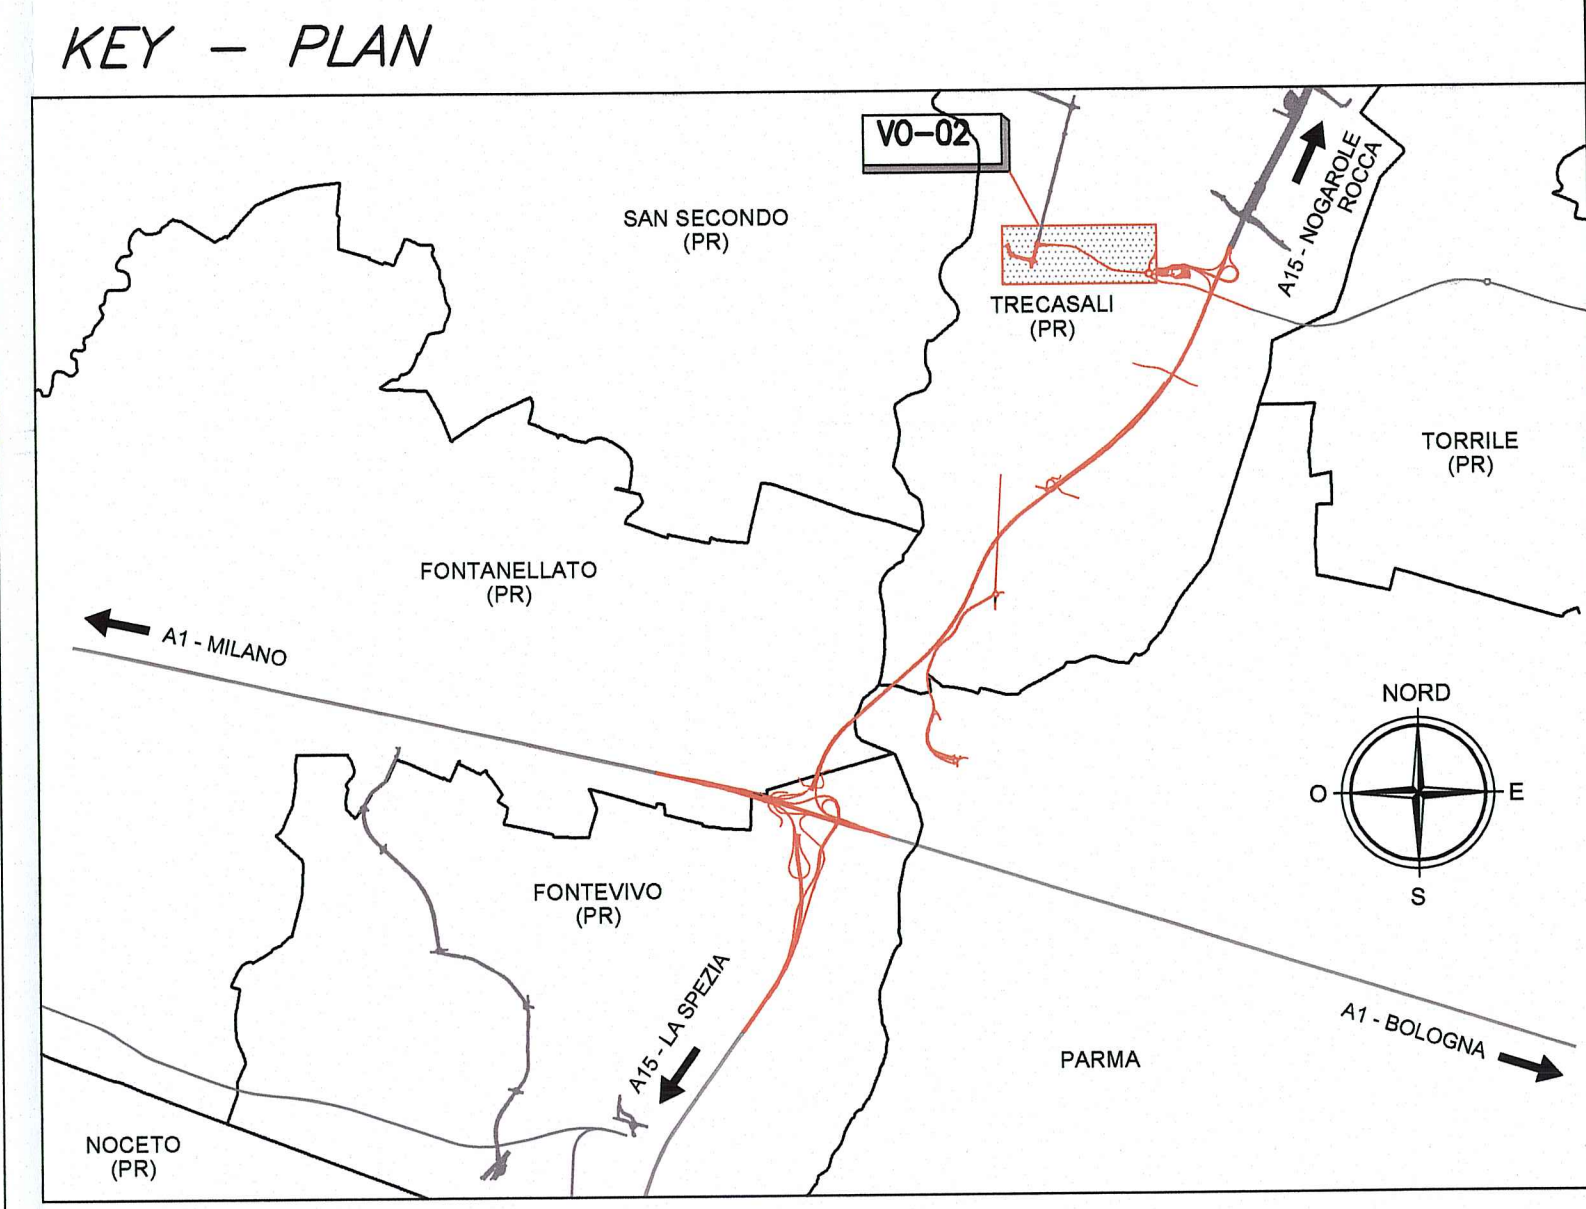 KEY - PLAN
VO-02
A15 - NOGAROLE
ROCCA
SAN SECONDO
(PR)
TRECASALI
(PR)
TORRILE
(PR)
FONTANELLATO
(PR)
A1 - MILANO
NORD
O
E
S
FONTEVIVO
(PR)
A15 - LA SPEZIA
A1 - BOLOGNA
PARMA
NOCETO
(PR)